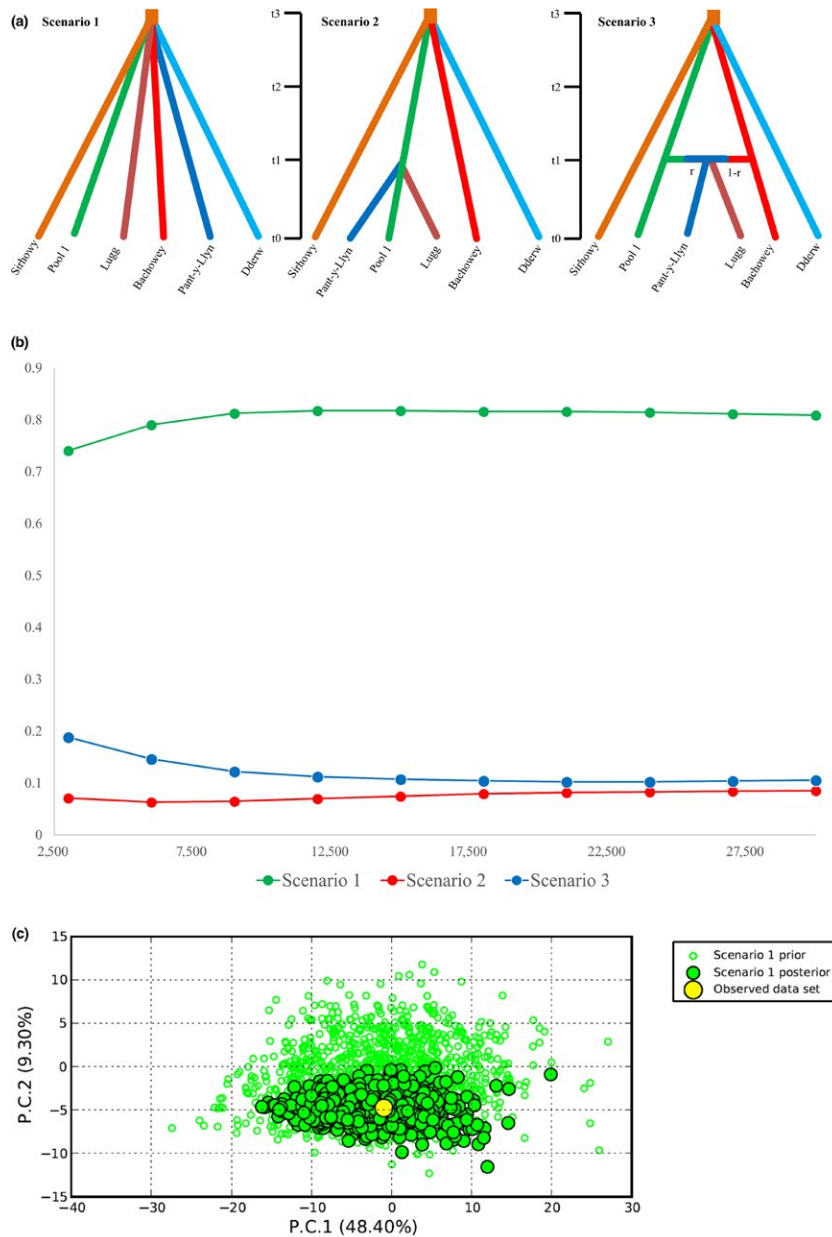 (a)
Scenario 1
Sirhowy
Pool 1
Lugg
Bachowey
Pant-y-Llyn
Dderw
Scenario 2
t3
t2
t1
t0
Sirhowy
Pant-y-Llyn
Pool 1
Lugg
Bachowey
Dderw
Scenario 3
t3
t2
t1
t0
r
1-r
Sirhowy
Pool 1
Pant-y-Llyn
Lugg
Bachowey
Dderw
(b)
0.9
0.8
0.7
0.6
0.5
0.4
0.3
0.2
0.1
0
2,500 7,500 12,500 17,500 22,500 27,500
Scenario 1 Scenario 2 Scenario 3
(c)
15
10
5
0
−5
−10
−15
−40 −30 −20 −10 0 10 20 30
P.C.2 (9.30%)
P.C.1 (48.40%)
Scenario 1 prior
Scenario 1 posterior
Observed data set